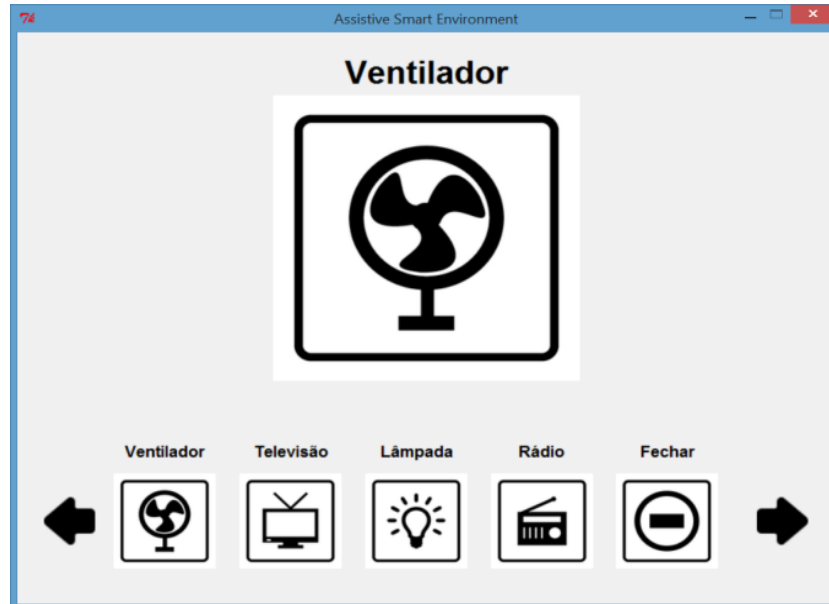 Assistive Smart Environment
Ventilador
Ventilador Televisão Lâmpada Rádio Fechar